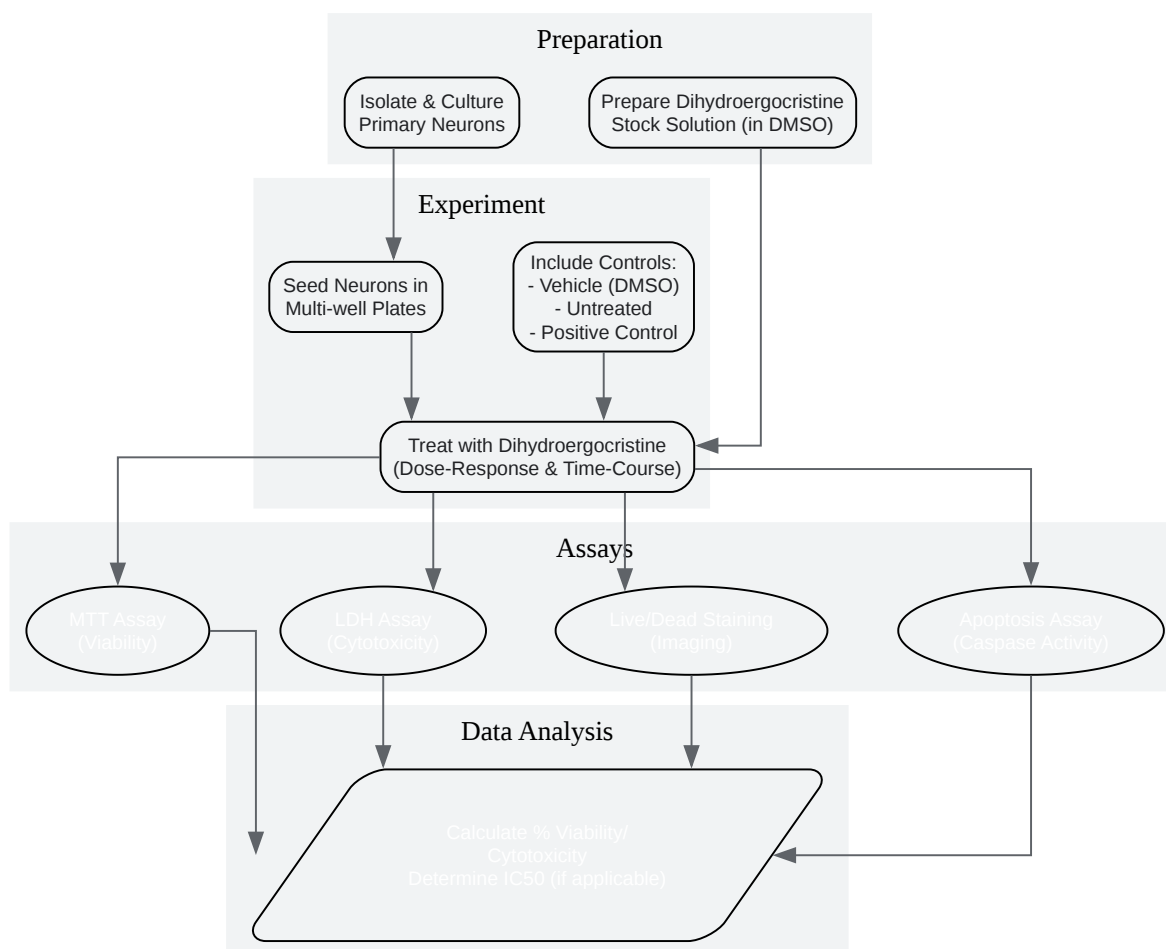 Preparation
Isolate & Culture
Primary Neurons
Prepare Dihydroergocristine
Stock Solution (in DMSO)
Experiment
Seed Neurons in
Multi-well Plates
Include Controls:
- Vehicle (DMSO)
- Untreated
- Positive Control
Treat with Dihydroergocristine
(Dose-Response & Time-Course)
Assays
MTT Assay
(Viability)
LDH Assay
(Cytotoxicity)
Live/Dead Staining
(Imaging)
Apoptosis Assay
(Caspase Activity)
Data Analysis
Calculate % Viability/
Cytotoxicity
Determine IC50 (if applicable)